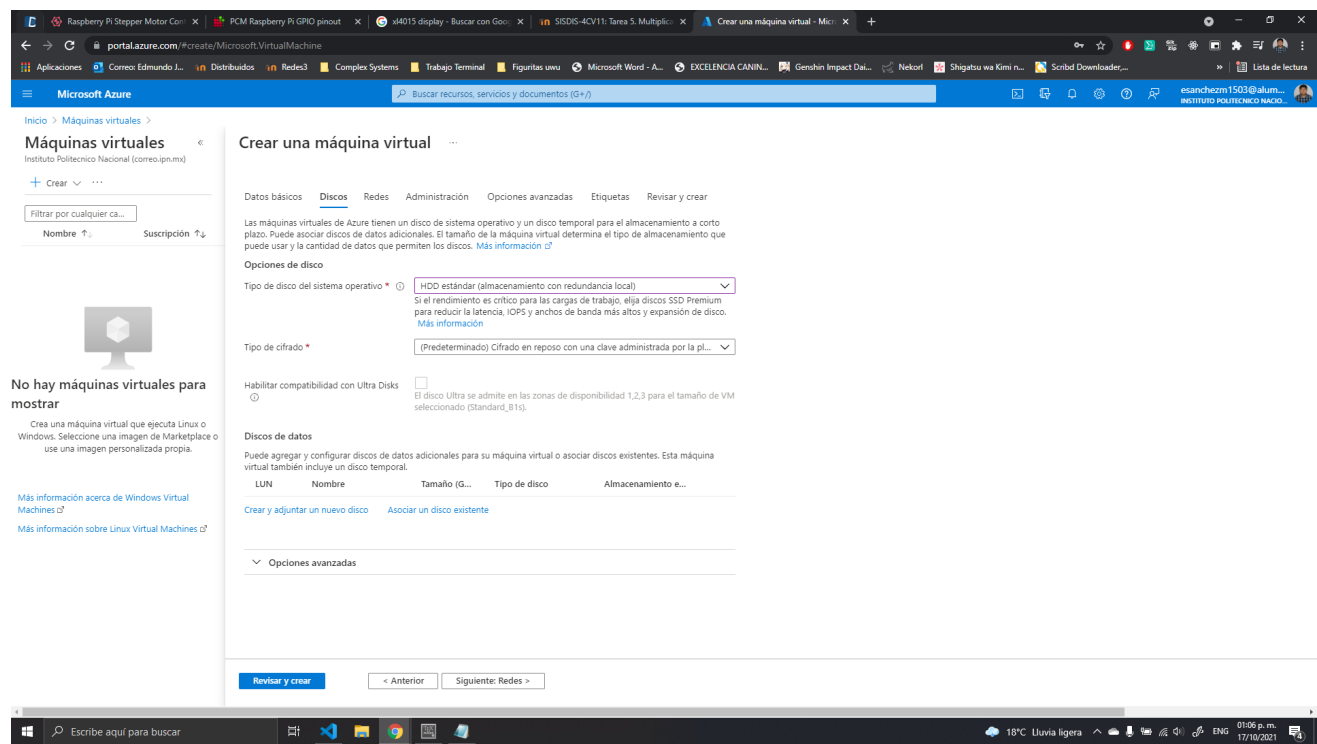 Raspberry Pi Stepper Motor Con
PCM Raspberry Pi GPIO pinout
xl4015 display - Buscar con Goog
SISDIS-4CV11: Tarea 5. Multiplica
Crear una máquina virtual - Micr
portal.azure.com/#create/Microsoft.VirtualMachine
Aplicaciones
Correo: Edmundo J...
Distribuidos
Redes3
Complex Systems
Trabajo Terminal
Figuritas uwu
Microsoft Word - A...
EXCELENCIA CANIN...
Genshin Impact Dai...
Nekorl
Shigatsu wa Kimi n...
Scribd Downloader,...
»
Lista de lectura
Microsoft Azure
Buscar recursos, servicios y documentos (G+/)
esanchezm1503@alum...
INSTITUTO POLITECNICO NACIO...
Inicio > Máquinas virtuales >
Máquinas virtuales
«
Instituto Politecnico Nacional (correo.ipn.mx)
+ Crear ···
Filtrar por cualquier ca...
Nombre ↑↓
Suscripción ↑↓
No hay máquinas virtuales para
mostrar
Crea una máquina virtual que ejecuta Linux o
Windows. Seleccione una imagen de Marketplace o
use una imagen personalizada propia.
Más información acerca de Windows Virtual
Machines
Más información sobre Linux Virtual Machines
Crear una máquina virtual ···
Datos básicos Discos Redes Administración Opciones avanzadas Etiquetas Revisar y crear
Las máquinas virtuales de Azure tienen un disco de sistema operativo y un disco temporal para el almacenamiento a corto
plazo. Puede asociar discos de datos adicionales. El tamaño de la máquina virtual determina el tipo de almacenamiento que
puede usar y la cantidad de datos que permiten los discos. Más información
Opciones de disco
Tipo de disco del sistema operativo *
HDD estándar (almacenamiento con redundancia local)
Si el rendimiento es crítico para las cargas de trabajo, elija discos SSD Premium
para reducir la latencia, IOPS y anchos de banda más altos y expansión de disco.
Más información
Tipo de cifrado *
(Predeterminado) Cifrado en reposo con una clave administrada por la pl...
Habilitar compatibilidad con Ultra Disks
El disco Ultra se admite en las zonas de disponibilidad 1,2,3 para el tamaño de VM
seleccionado (Standard_B1s).
Discos de datos
Puede agregar y configurar discos de datos adicionales para su máquina virtual o asociar discos existentes. Esta máquina
virtual también incluye un disco temporal.
LUN Nombre Tamaño (G... Tipo de disco Almacenamiento e...
Crear y adjuntar un nuevo disco Asociar un disco existente
Opciones avanzadas
Revisar y crear
< Anterior
Siguiente: Redes >
Escribe aquí para buscar
18°C Lluvia ligera
ENG
01:06 p. m.
17/10/2021